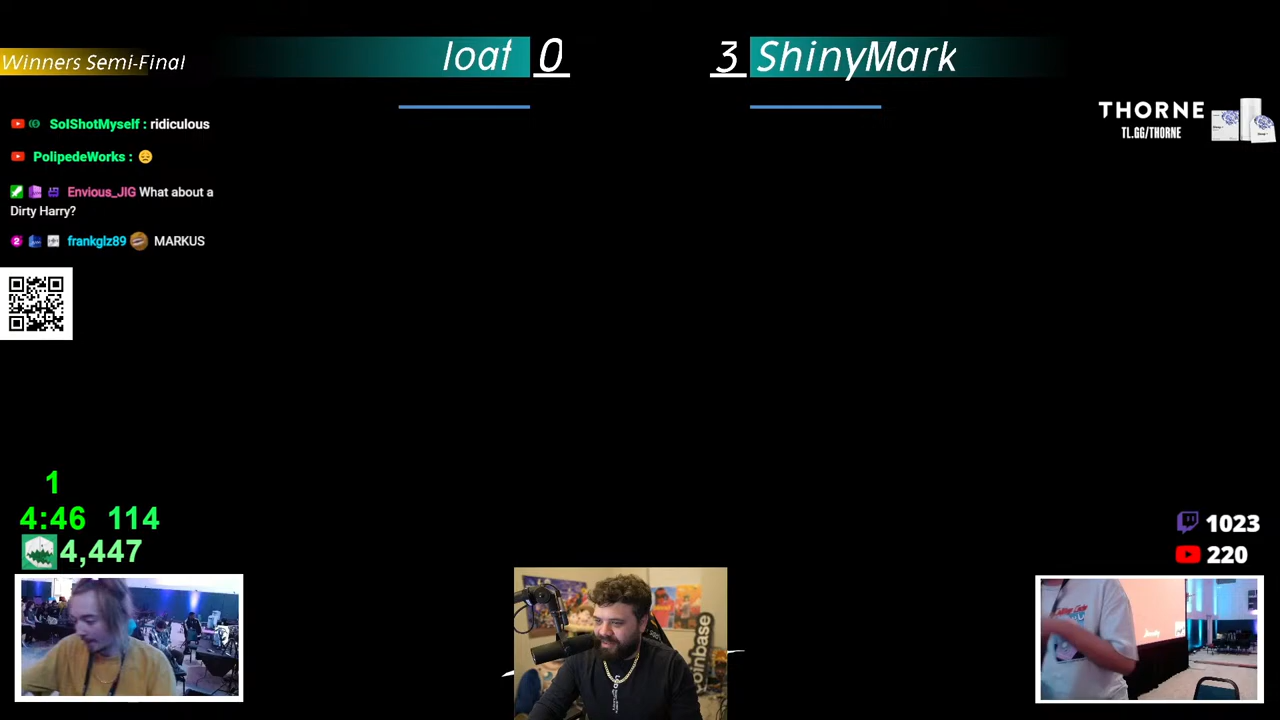 Winners Semi-Final
loaf 0
3 ShinyMark
SolShotMyself : ridiculous
PolipedeWorks :
Envious_JIG What about a
Dirty Harry?
2 frankglz89 MARKUS
THORNE
TL.GG/THORNE
1
4:46 114
4,447
1023
220
coinbase